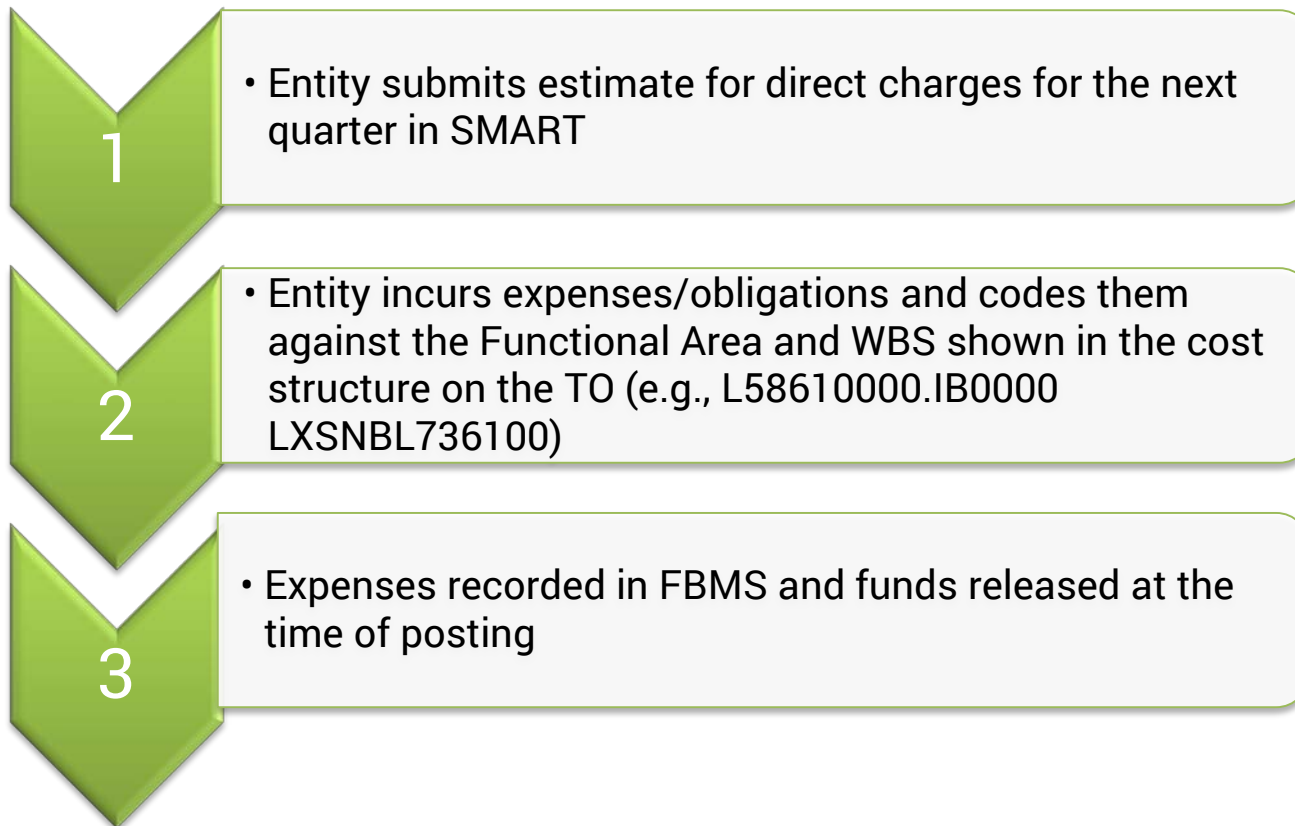 1
• Entity submits estimate for direct charges for the next
quarter in SMART
2
• Entity incurs expenses/obligations and codes them
against the Functional Area and WBS shown in the cost
structure on the TO (e.g., L58610000.IB0000
LXSNBL736100)
3
• Expenses recorded in FBMS and funds released at the
time of posting